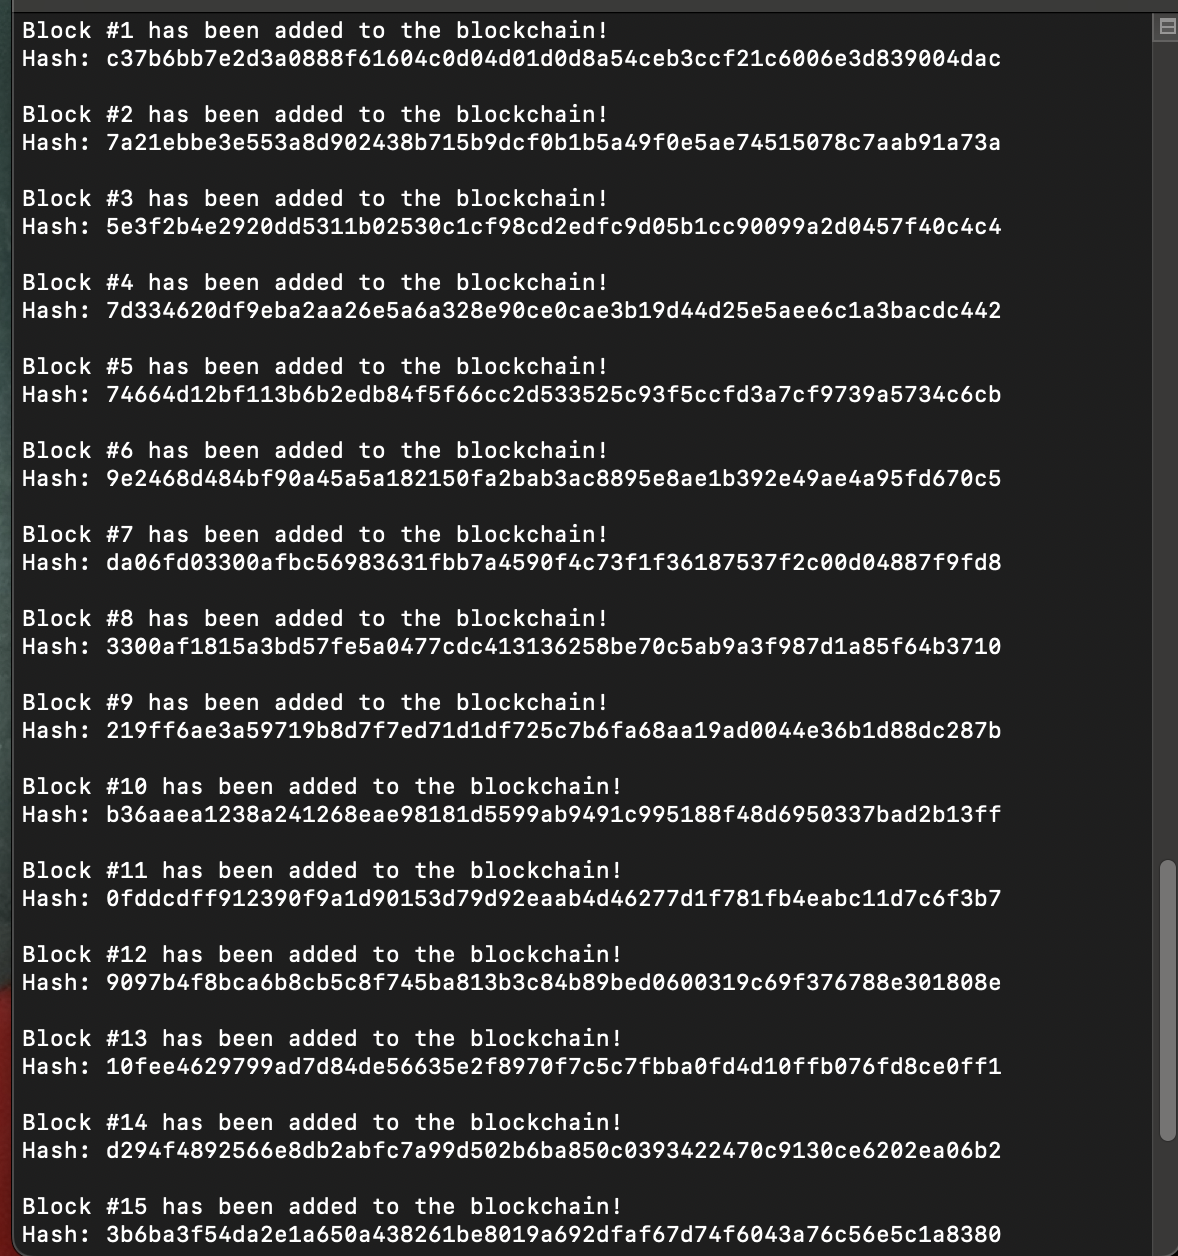 Block #1 has been added to the blockchain!
Hash: c37b6bb7e2d3a0888f61604c0d04d01d0d8a54ceb3ccf21c6006e3d839004dac
Block #2 has been added to the blockchain!
Hash: 7a21ebbe3e553a8d902438b715b9dcf0b1b5a49f0e5ae74515078c7aab91a73a
Block #3 has been added to the blockchain!
Hash: 5e3f2b4e2920dd5311b02530c1cf98cd2edfc9d05b1cc90099a2d0457f40c4c4
Block #4 has been added to the blockchain!
Hash: 7d334620df9eba2aa26e5a6a328e90ce0cae3b19d44d25e5aee6c1a3bacdc442
Block #5 has been added to the blockchain!
Hash: 74664d12bf113b6b2edb84f5f66cc2d533525c93f5ccfd3a7cf9739a5734c6cb
Block #6 has been added to the blockchain!
Hash: 9e2468d484bf90a45a5a182150fa2bab3ac8895e8ae1b392e49ae4a95fd670c5
Block #7 has been added to the blockchain!
Hash: da06fd03300afbc56983631fbb7a4590f4c73f1f36187537f2c00d04887f9fd8
Block #8 has been added to the blockchain!
Hash: 3300af1815a3bd57fe5a0477cdc413136258be70c5ab9a3f987d1a85f64b3710
Block #9 has been added to the blockchain!
Hash: 219ff6ae3a59719b8d7f7ed71d1df725c7b6fa68aa19ad0044e36b1d88dc287b
Block #10 has been added to the blockchain!
Hash: b36aaea1238a241268eae98181d5599ab9491c995188f48d6950337bad2b13ff
Block #11 has been added to the blockchain!
Hash: 0fddcdff912390f9a1d90153d79d92eaab4d46277d1f781fb4eabc11d7c6f3b7
Block #12 has been added to the blockchain!
Hash: 9097b4f8bca6b8cb5c8f745ba813b3c84b89bed0600319c69f376788e301808e
Block #13 has been added to the blockchain!
Hash: 10fee4629799ad7d84de56635e2f8970f7c5c7fbba0fd4d10ffb076fd8ce0ff1
Block #14 has been added to the blockchain!
Hash: d294f4892566e8db2abfc7a99d502b6ba850c0393422470c9130ce6202ea06b2
Block #15 has been added to the blockchain!
Hash: 3b6ba3f54da2e1a650a438261be8019a692dfaf67d74f6043a76c56e5c1a8380